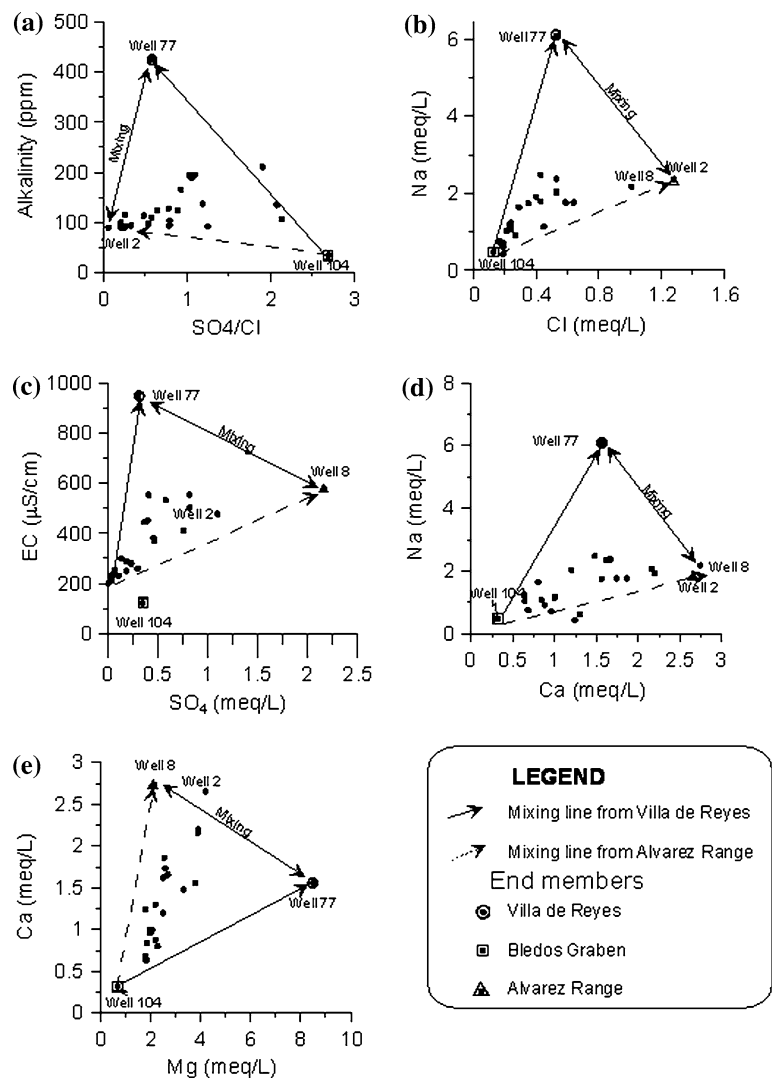 (a)
500
400
300
200
100
0
Alkalinity (ppm)
Well 77
Mixing
Well 2
Well 104
0 1 2 3
SO4/Cl
(b)
6
4
2
0
Na (meq/L)
Well77
Mixing
Well 2
Well 8
Well 104
0 0.4 0.8 1.2 1.6
Cl (meq/L)
(c)
1000
800
600
400
200
0
EC (µS/cm)
Well 77
Mixing
Well 8
Well 2
Well 104
0 0.5 1 1.5 2 2.5
SO4 (meq/L)
(d)
8
6
4
2
0
Na (meq/L)
Well 77
Mixing
Well 104
Well 8
Well 2
0 0.5 1 1.5 2 2.5 3
Ca (meq/L)
(e)
3
2.5
2
1.5
1
0.5
0
Ca (meq/L)
Well 8
Well 2
Mixing
Well77
Well 104
0 2 4 6 8 10
Mg (meq/L)
LEGEND
Mixing line from Villa de Reyes
Mixing line from Alvarez Range
End members
Villa de Reyes
Bledos Graben
Alvarez Range